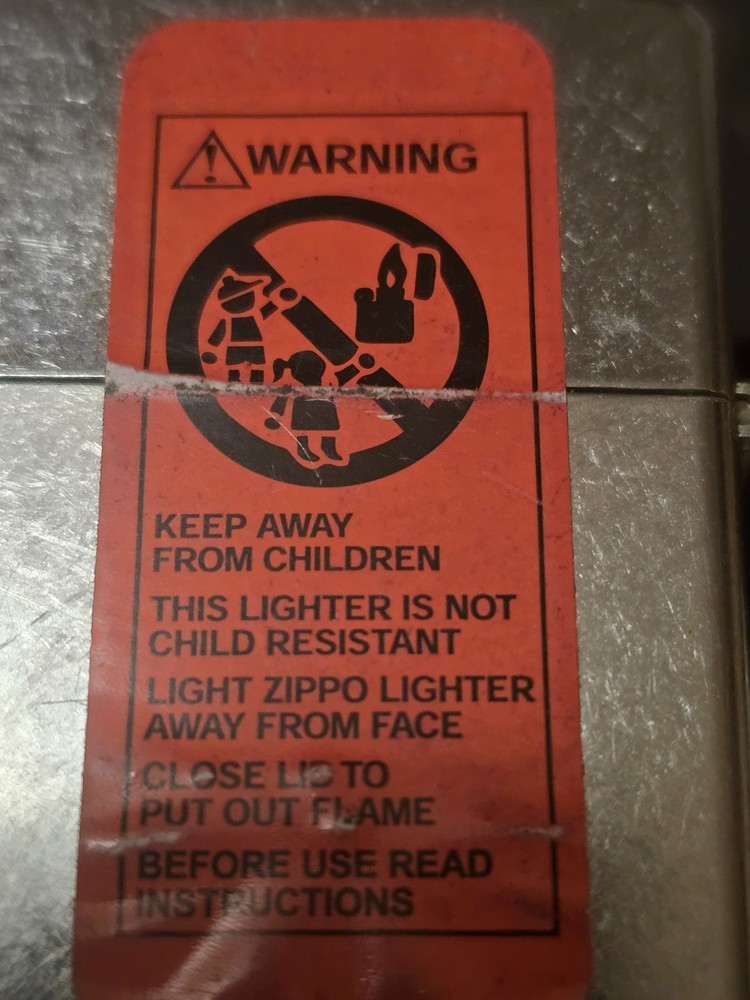 WARNING
KEEP AWAY
FROM CHILDREN
THIS LIGHTER IS NOT
CHILD RESISTANT
LIGHT ZIPPO LIGHTER
AWAY FROM FACE
CLOSE LID TO
PUT OUT FLAME
BEFORE USE READ
INSTRUCTIONS